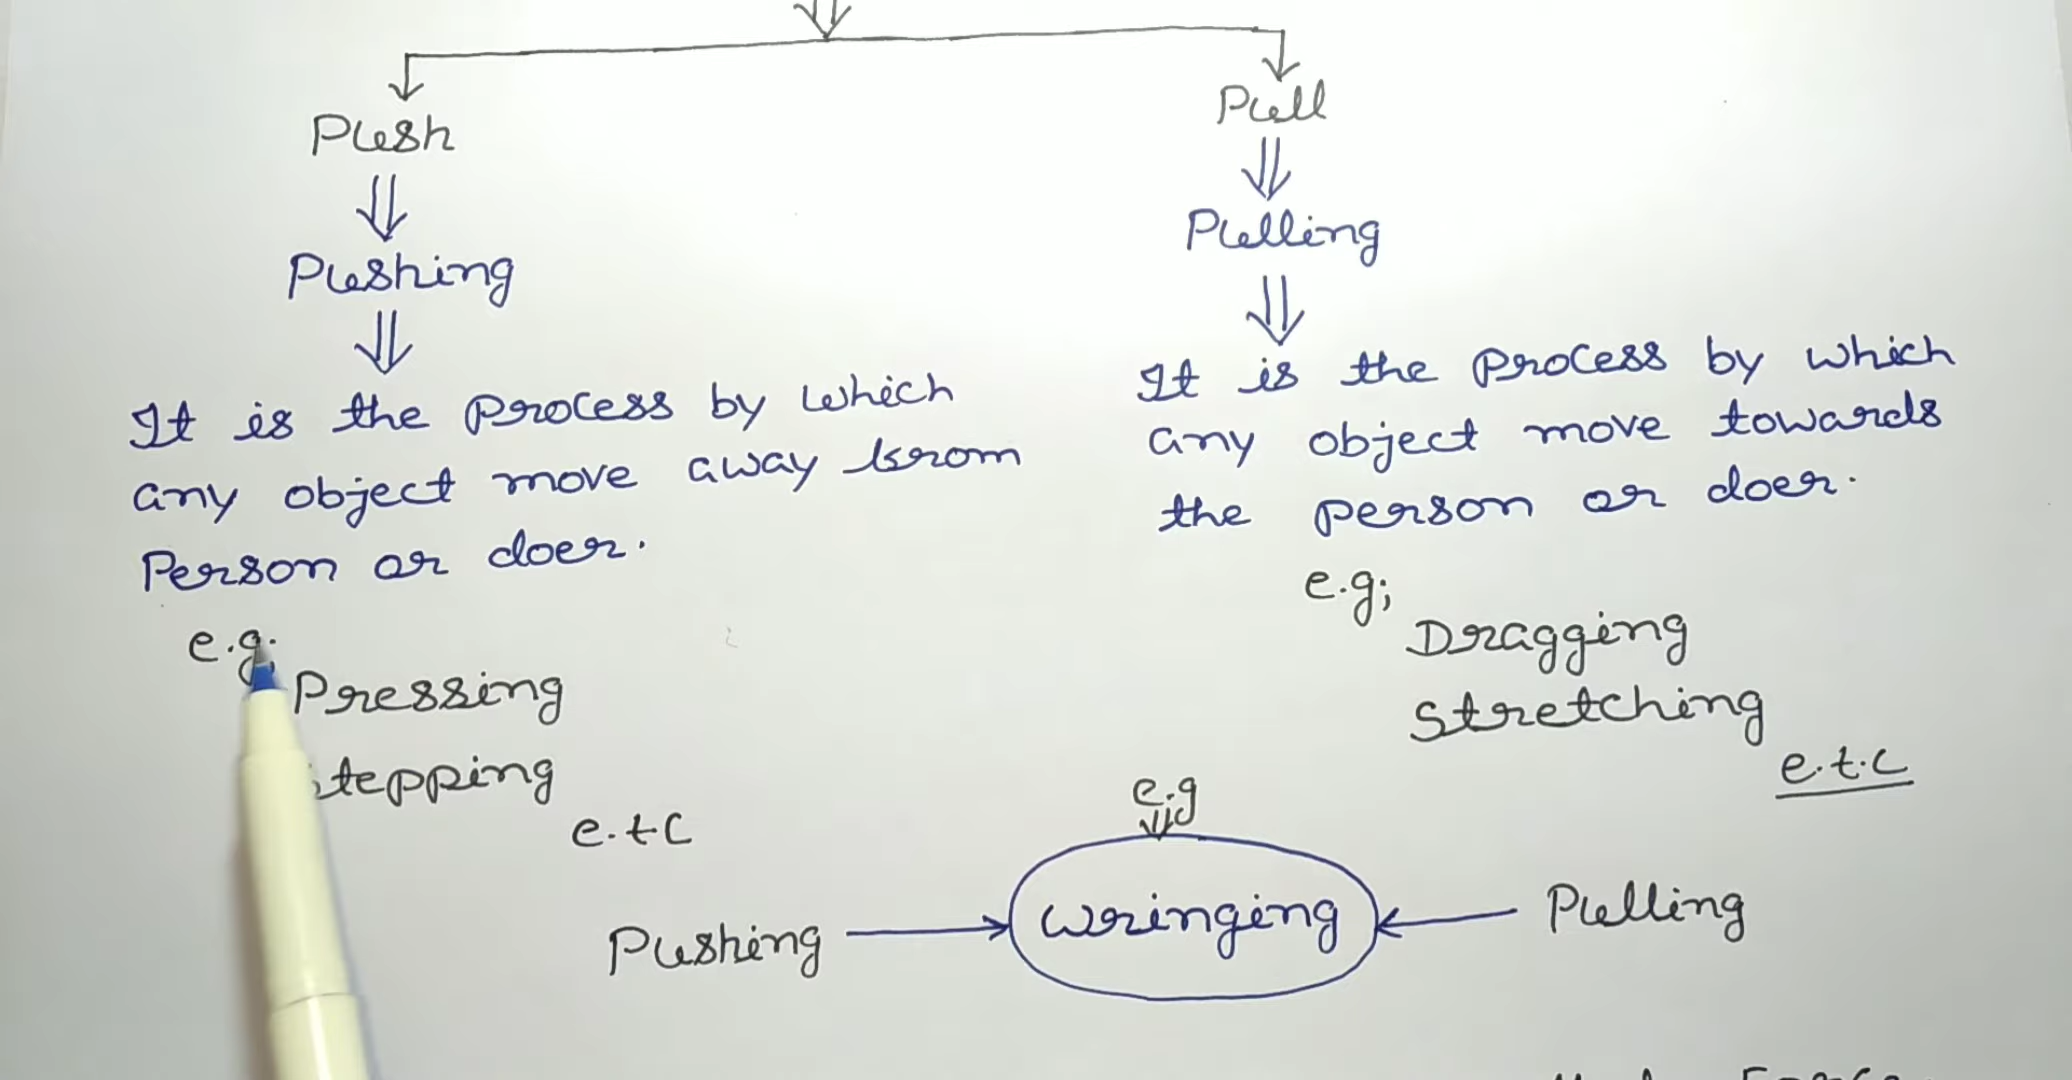 Push
Pushing
It is the process by which
any object move away from
Person or doer.
e.g;
Pressing
Stepping
e.tc
Pull
Pulling
It is the process by which
any object move towards
the person or doer.
e.g;
Dragging
Stretching
e.t.c
e.g
Pushing → wringing ← Pulling